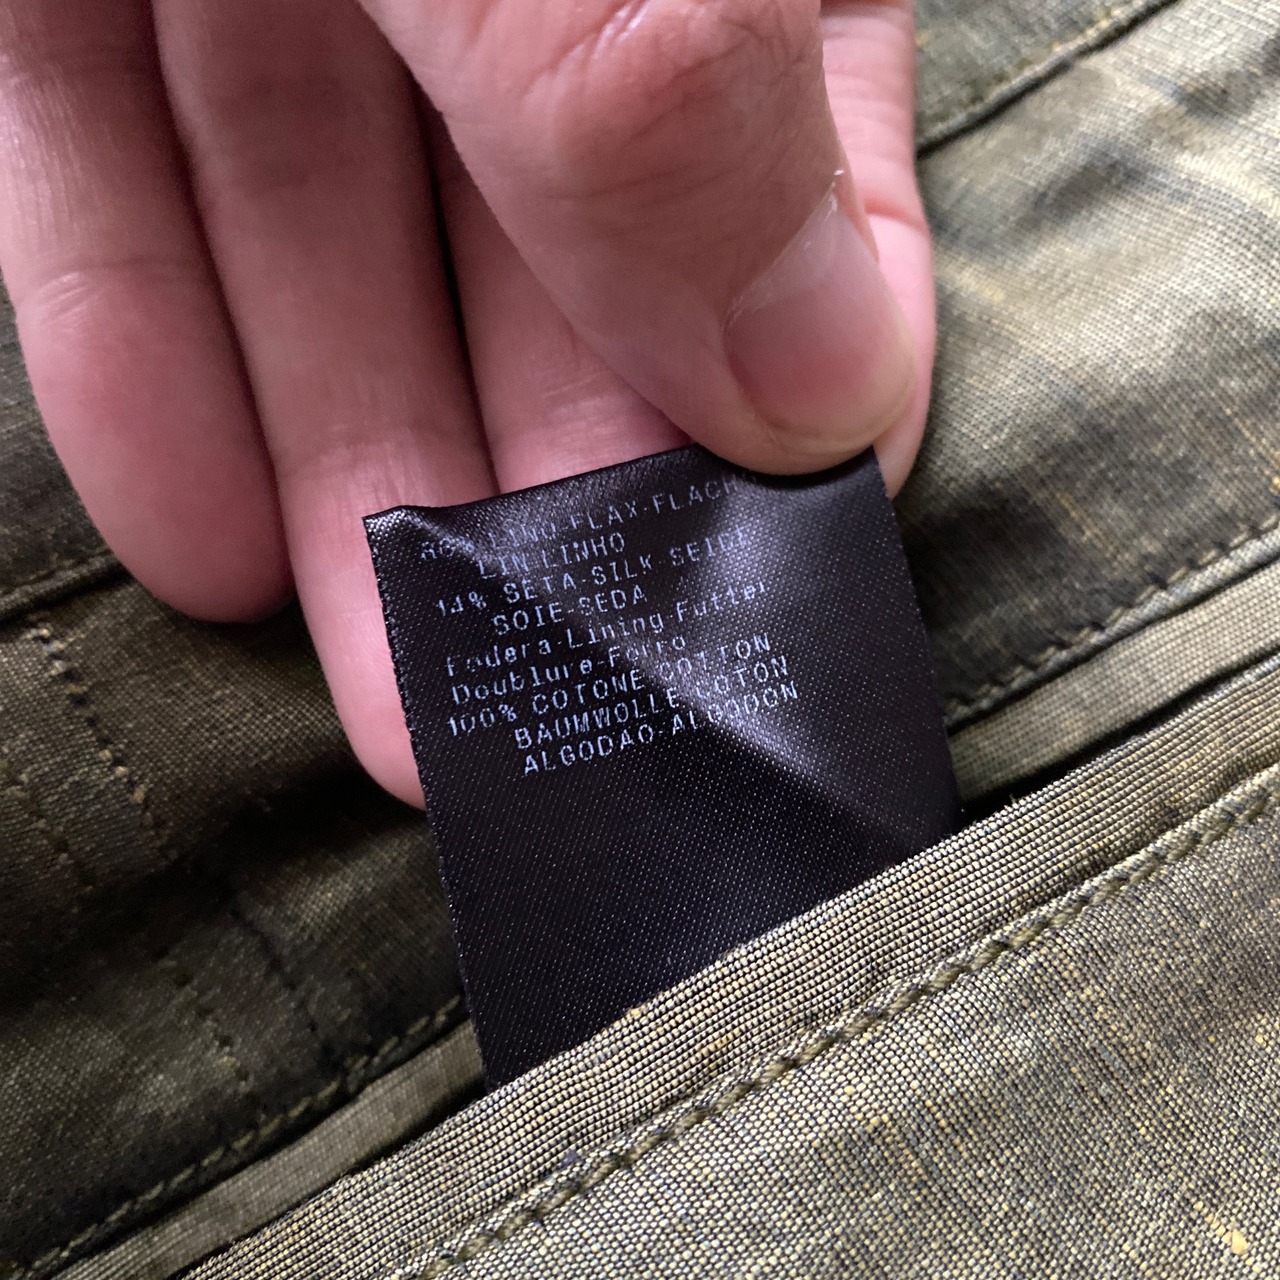 LINO-FLAX-FLACHS
LIN-LINHO
14% SETA-SILK-SEIDE
SOIE-SEDA
Fodera-Lining-Futter
Doublure-Forro
100% COTONE-COTTON
BAUMWOLLE-COTON
ALGODAO-ALGODON